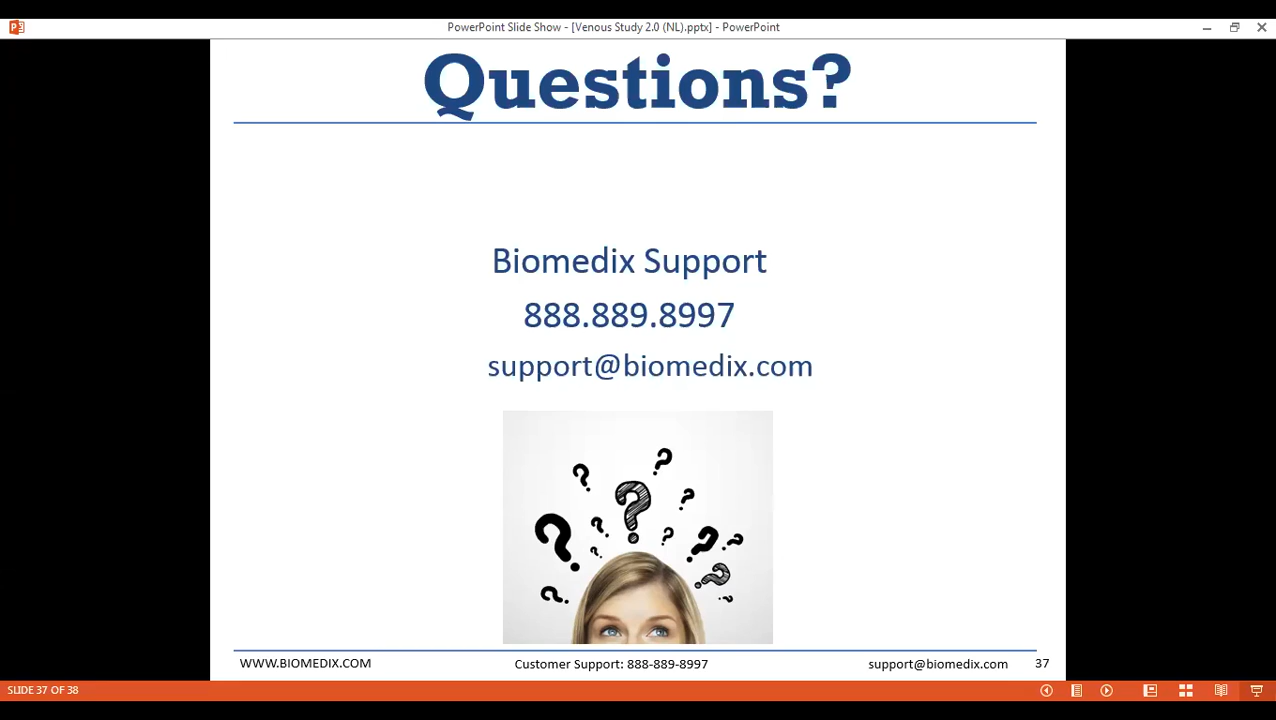 PowerPoint Slide Show - [Venous Study 2.0 (NL).pptx] - PowerPoint
Questions?
Biomedix Support
888.889.8997
support@biomedix.com
WWW.BIOMEDIX.COM Customer Support: 888-889-8997 support@biomedix.com 37
SLIDE 37 OF 38